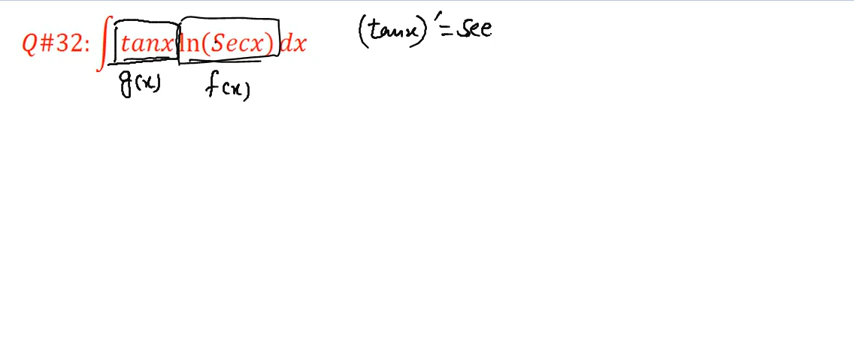 Q#32: ∫tanx ln(Secx)dx (tanx)′= see
g(x) f(x)